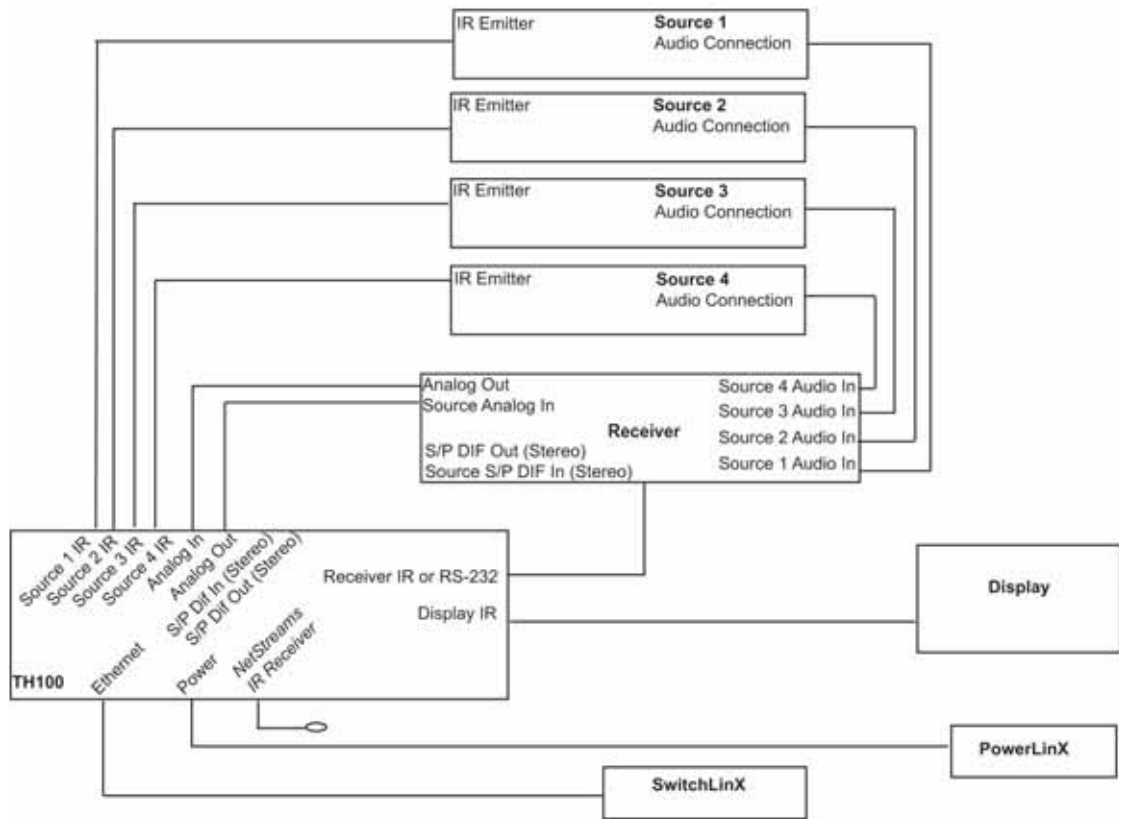 IR Emitter
Source 1
Audio Connection
IR Emitter
Source 2
Audio Connection
IR Emitter
Source 3
Audio Connection
IR Emitter
Source 4
Audio Connection
Analog Out
Source Analog In
Receiver
S/P DIF Out (Stereo)
Source S/P DIF In (Stereo)
Source 4 Audio In
Source 3 Audio In
Source 2 Audio In
Source 1 Audio In
Source 1 IR
Source 2 IR
Source 3 IR
Source 4 IR
Analog In
Analog Out
S/P Dif In (Stereo)
S/P Dif Out (Stereo)
Receiver IR or RS-232
Display IR
TH100
Ethernet
Power
NetStreams
IR Receiver
Display
PowerLinX
SwitchLinX